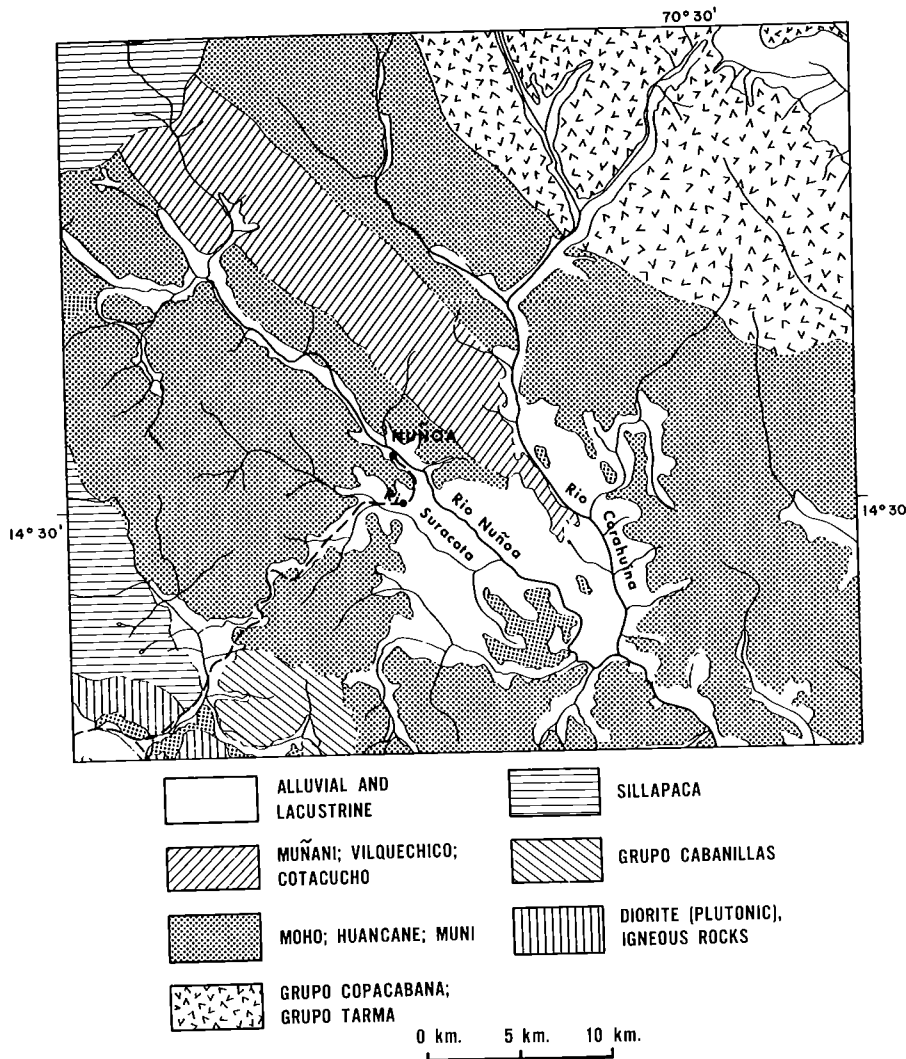 70° 30'
NUÑOA
Rio
Suracota
Rio Nuñoa
Rio
Carahuina
14° 30'
14° 30
ALLUVIAL AND
LACUSTRINE
MUÑANI; VILQUECHICO;
COTACUCHO
MOHO; HUANCANE; MUNI
GRUPO COPACABANA;
GRUPO TARMA
SILLAPACA
GRUPO CABANILLAS
DIORITE (PLUTONIC),
IGNEOUS ROCKS
0 km. 5 km. 10 km.